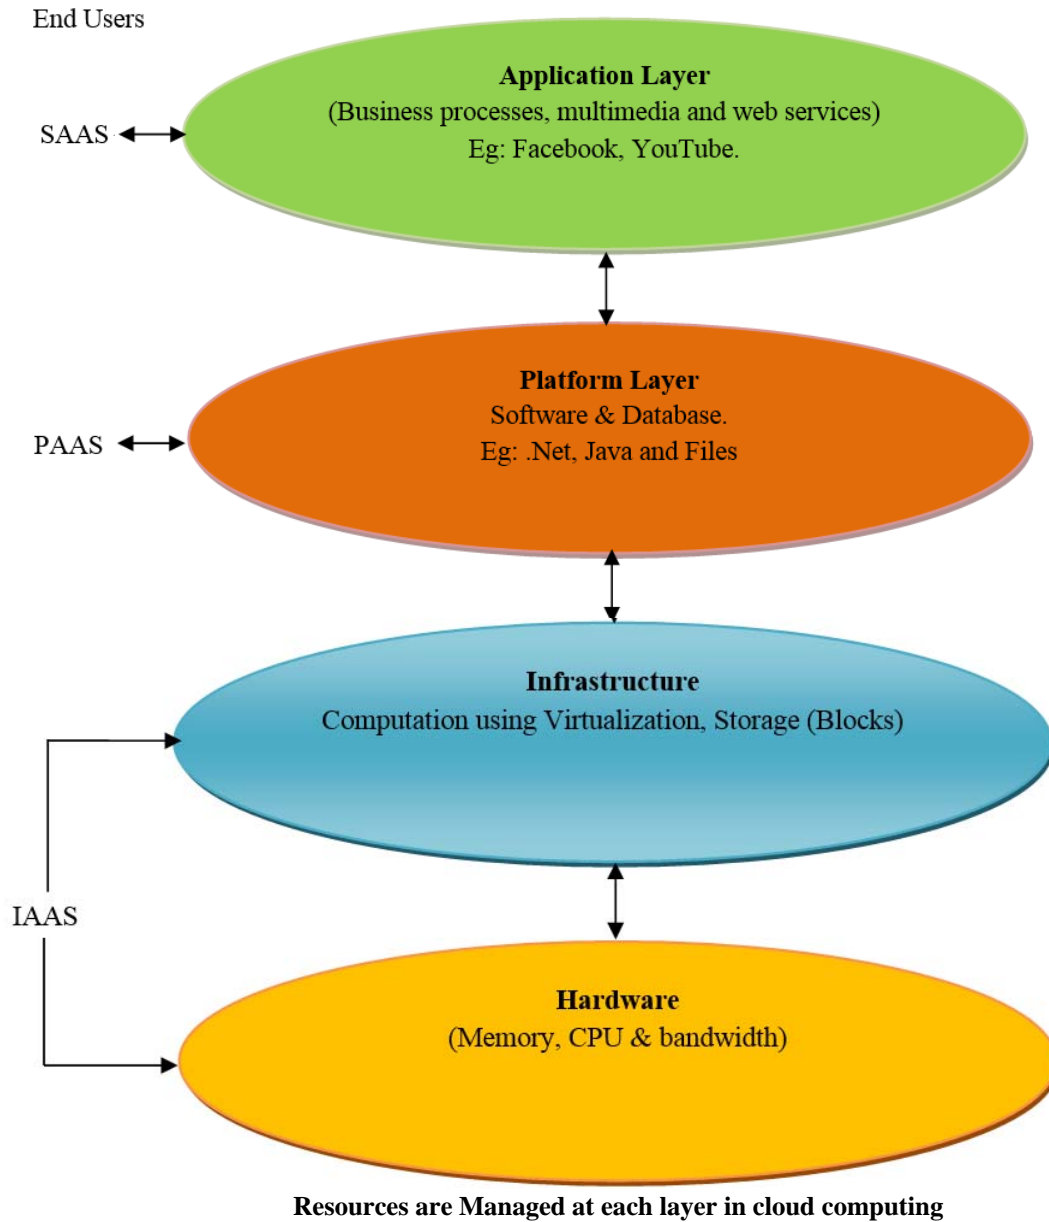 End Users
Application Layer
(Business processes, multimedia and web services)
SAAS
Eg: Facebook, YouTube.
Platform Layer
Software & Database.
PAAS
Eg: .Net, Java and Files
Infrastructure
Computation using Virtualization, Storage (Blocks)
IAAS
Hardware
(Memory, CPU & bandwidth)
Resources are Managed at each layer in cloud computing